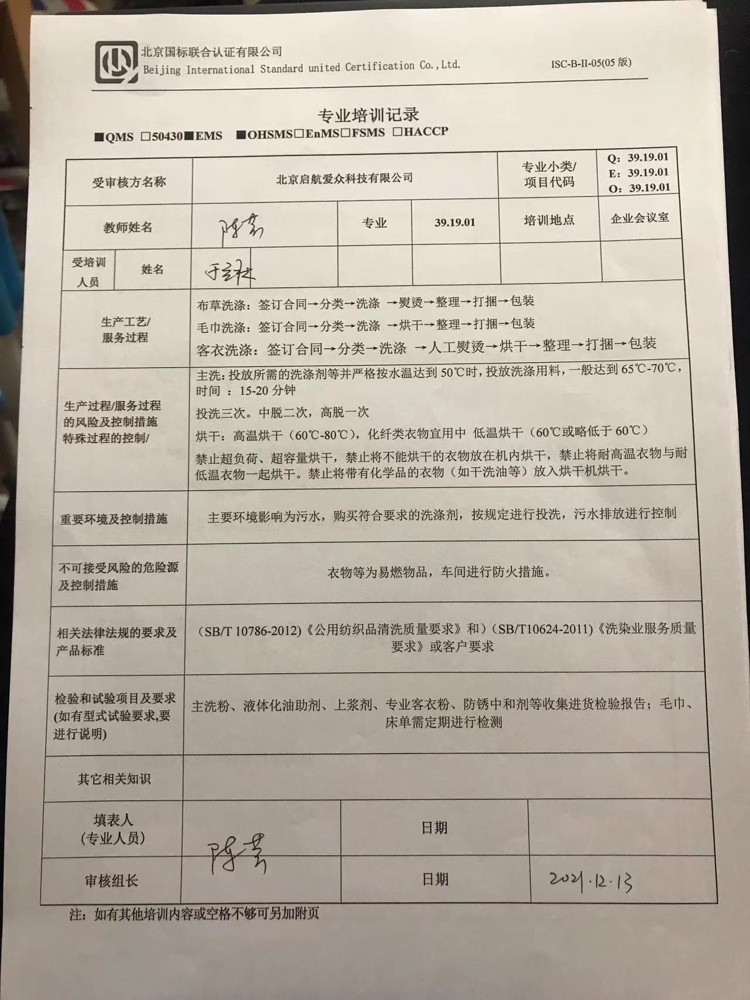 北京国标联合认证有限公司
Beijing International Standard united Certification Co.,Ltd.
ISC-B-II-05(05 版)
专业培训记录
■QMS □50430■EMS ■OHSMS□EnMS□FSMS □HACCP
受审核方名称
北京启航爱众科技有限公司
专业小类/
项目代码
Q：39.19.01
E：39.19.01
O：39.19.01
教师姓名
专业
39.19.01
培训地点
企业会议室
受培训
人员
姓名
生产工艺/
服务过程
布草洗涤：签订合同→分类→洗涤 →熨烫→整理→打捆→包装
毛巾洗涤：签订合同→分类→洗涤 →烘干→整理→打捆→包装
客衣洗涤：签订合同→分类→洗涤 →人工熨烫→烘干→整理→打捆→包装
生产过程/服务过程
的风险及控制措施
特殊过程的控制/
主洗：投放所需的洗涤剂等并严格按水温达到 50℃时，投放洗涤用料，一般达到 65℃-70℃，
时间 ：15-20 分钟
投洗三次。中脱二次，高脱一次
烘干：高温烘干（60℃-80℃），化纤类衣物宜用中 低温烘干（60℃或略低于 60℃）
禁止超负荷、超容量烘干，禁止将不能烘干的衣物放在机内烘干，禁止将耐高温衣物与耐
低温衣物一起烘干。禁止将带有化学品的衣物（如干洗油等）放入烘干机烘干。
重要环境及控制措施
主要环境影响为污水，购买符合要求的洗涤剂，按规定进行投洗，污水排放进行控制
不可接受风险的危险源
及控制措施
衣物等为易燃物品，车间进行防火措施。
相关法律法规的要求及
产品标准
（SB/T 10786-2012)《公用纺织品清洗质量要求》和）（SB/T10624-2011)《洗染业服务质量
要求》或客户要求
检验和试验项目及要求
(如有型式试验要求,要
进行说明)
主洗粉、液体化油助剂、上浆剂、专业客衣粉、防锈中和剂等收集进货检验报告；毛巾、
床单需定期进行检测
其它相关知识
填表人
（专业人员）
日期
审核组长
日期
2021.12.13
注：如有其他培训内容或空格不够可另加附页